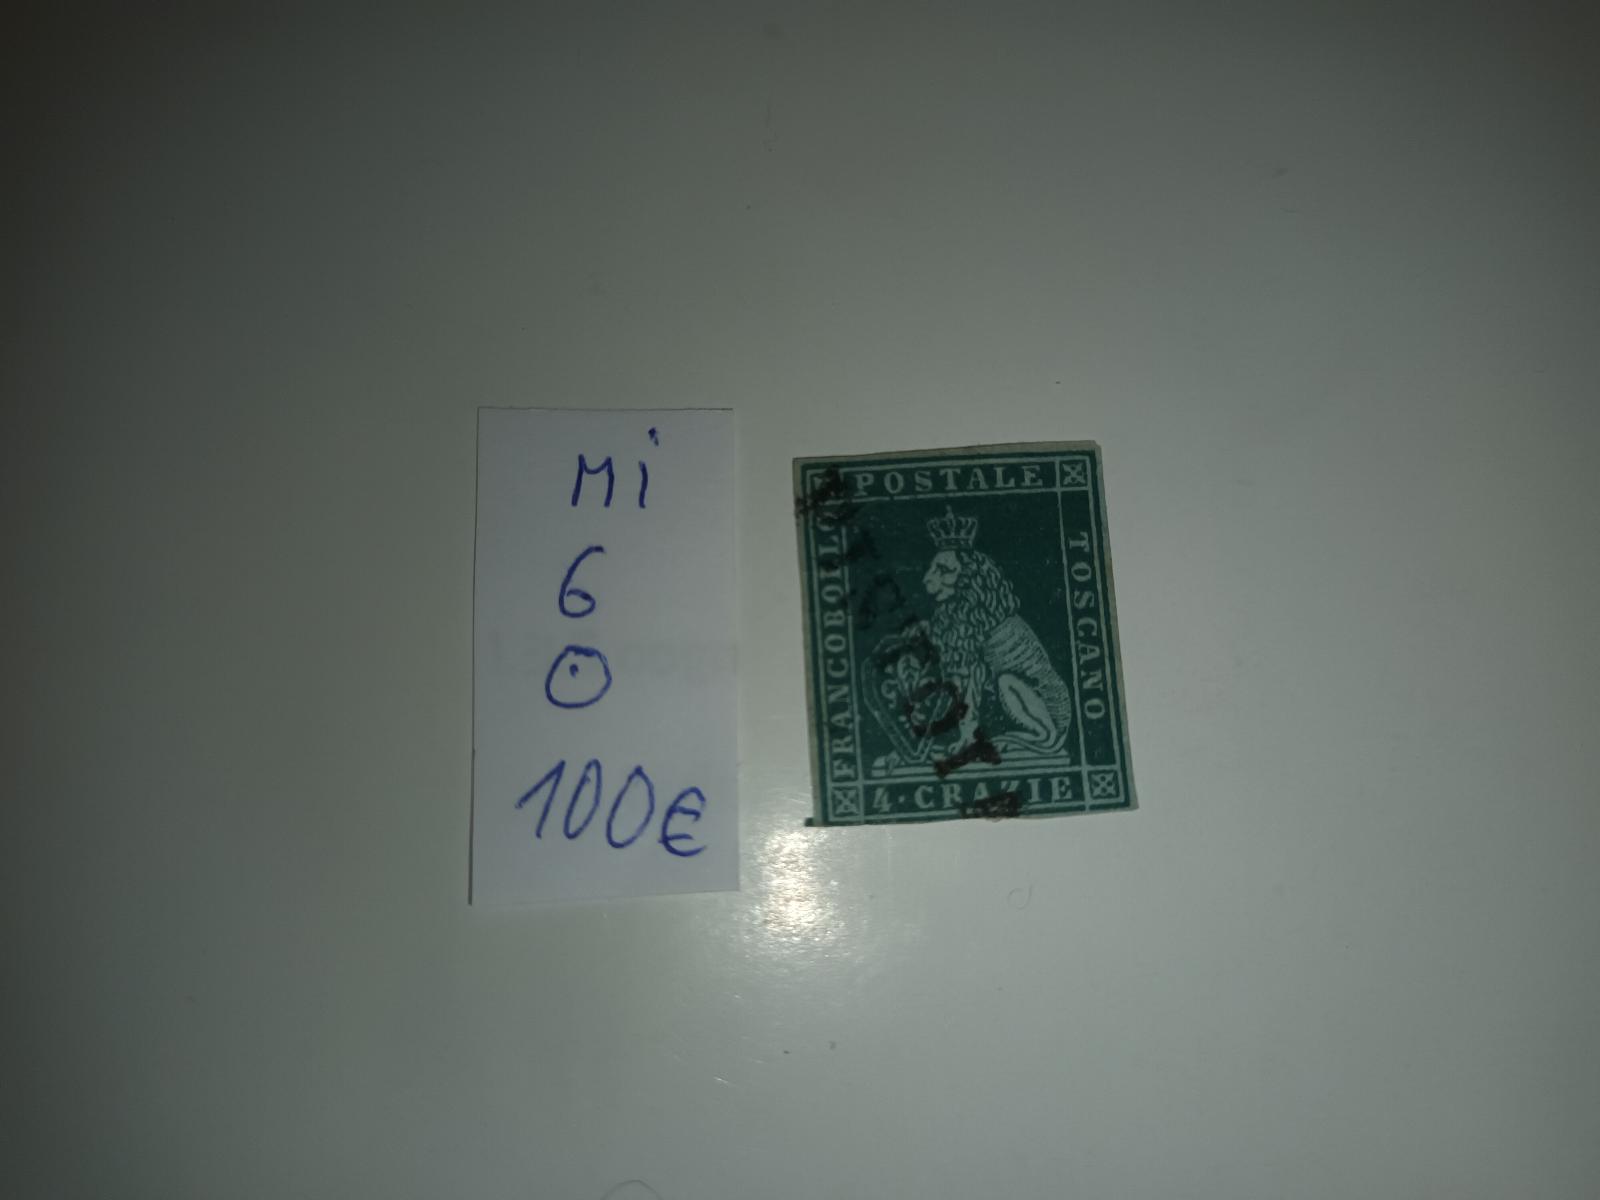 Mi
6
100€
POSTALE
FRANCOBOLLO
TOSCANO
4·CRAZIE